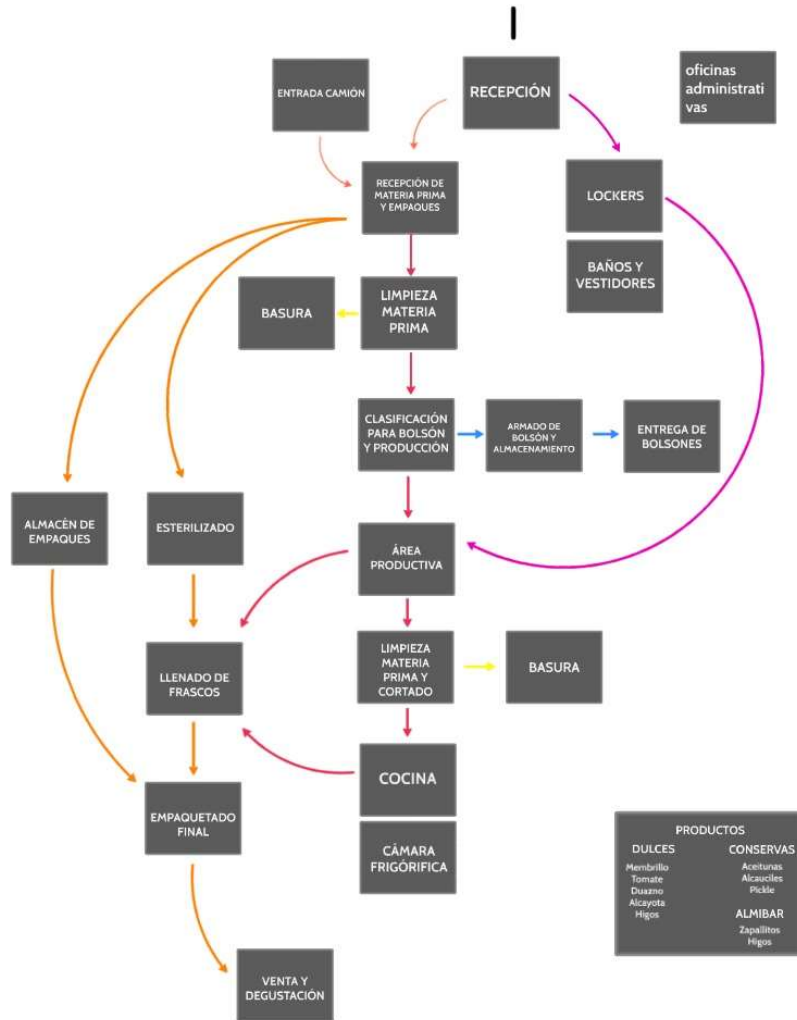 ENTRADA CAMIÓN
RECEPCIÓN
oficinas
administrati
vas
RECEPCIÓN DE
MATERIA PRIMA
Y EMPAQUES
LOCKERS
BAÑOS Y
VESTIDORES
BASURA
LIMPIEZA
MATERIA
PRIMA
CLASIFICACIÓN
PARA BOLSÓN
Y PRODUCCIÓN
ARMADO DE
BOLSÓN Y
ALMACENAMIENTO
ENTREGA DE
BOLSONES
ALMACÉN DE
EMPAQUES
ESTERILIZADO
ÁREA
PRODUCTIVA
LLENADO DE
FRASCOS
LIMPIEZA
MATERIA
PRIMA Y
CORTADO
BASURA
EMPAQUETADO
FINAL
COCINA
CÁMARA
FRIGÓRIFICA
VENTA Y
DEGUSTACIÓN
PRODUCTOS
DULCES
Membrillo
Tomate
Duazno
Alcayota
Higos
CONSERVAS
Aceitunas
Alcauciles
Pickle
ALMIBAR
Zapallitos
Higos